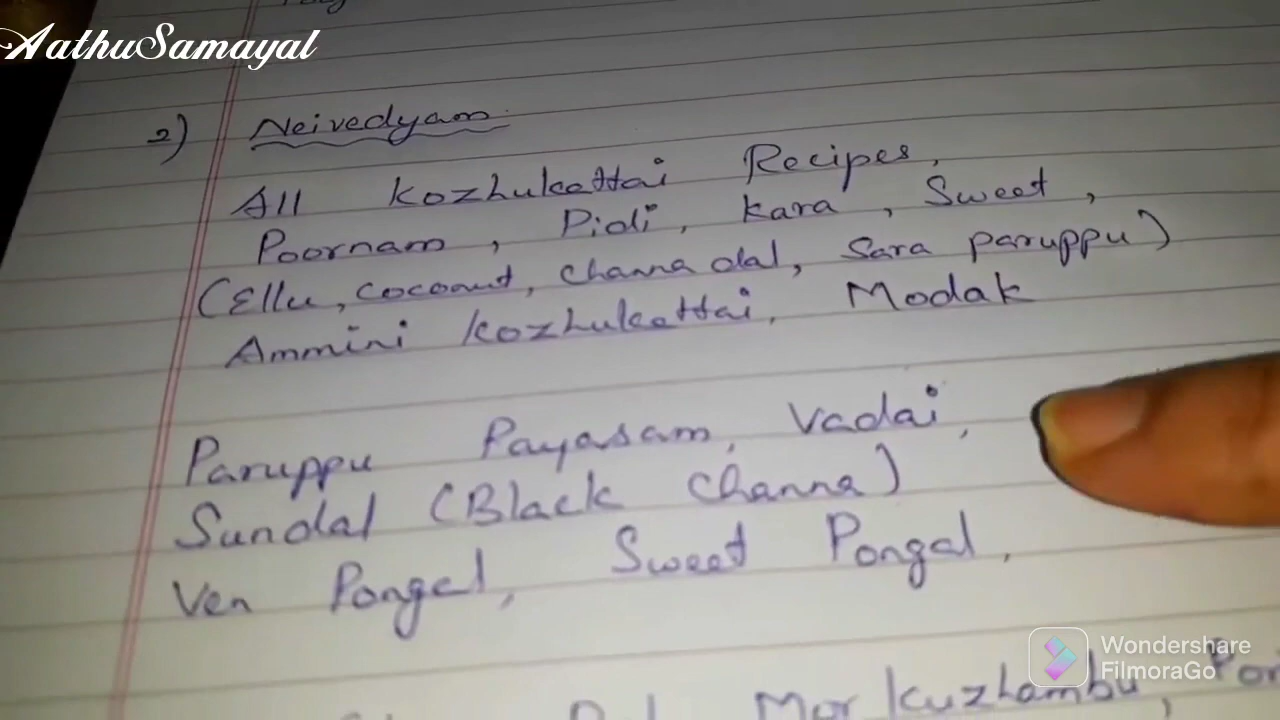 AathuSamayal
2) Neivedyam
All Kozhukattai Recipes,
Poornam, Pidi, Kara, Sweet,
(Ellu, Coconut, Channa dal, Sara paruppu)
Ammini Kozhukattai, Modak
Paruppu Payasam, Vadai,
Sundal (Black Channa)
Ven Pongal, Sweet Pongal,
Mor Kuzhambu,
Wondershare
FilmoraGo